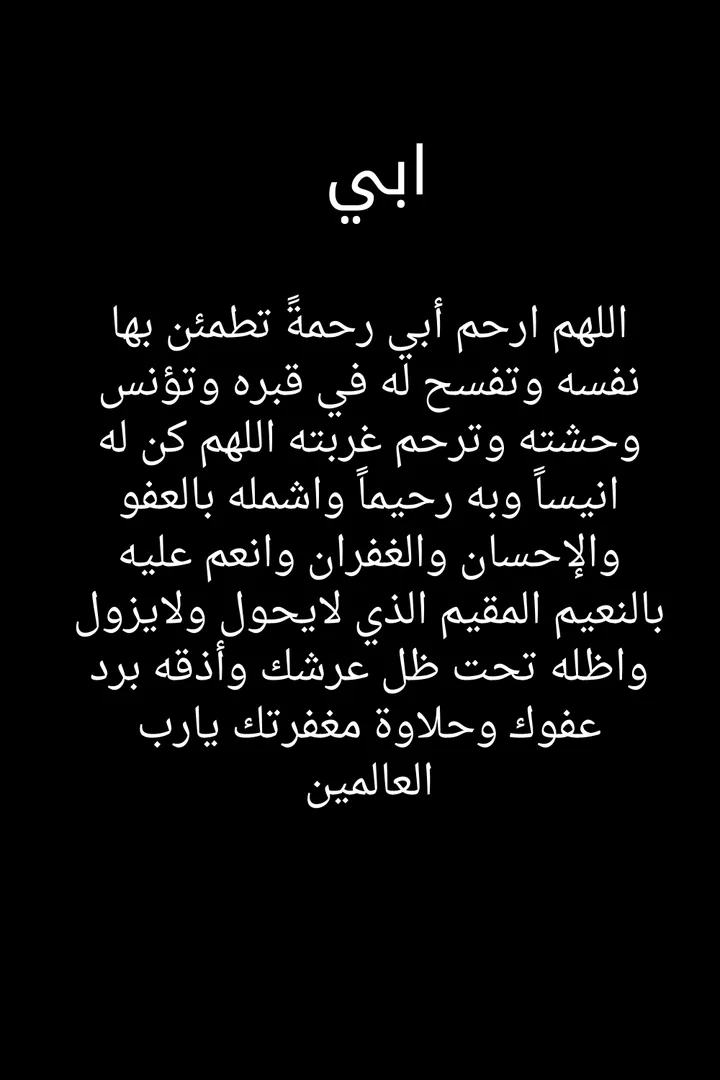 ابي
اللهم ارحم أبي رحمةً تطمئن بها
نفسه وتفسح له في قبره وتؤنس
وحشته وترحم غربته اللهم كن له
انيساً وبه رحيماً واشمله بالعفو
والإحسان والغفران وانعم عليه
بالنعيم المقيم الذي لايحول ولايزول
واظله تحت ظل عرشك وأذقه برد
عفوك وحلاوة مغفرتك يارب
العالمين